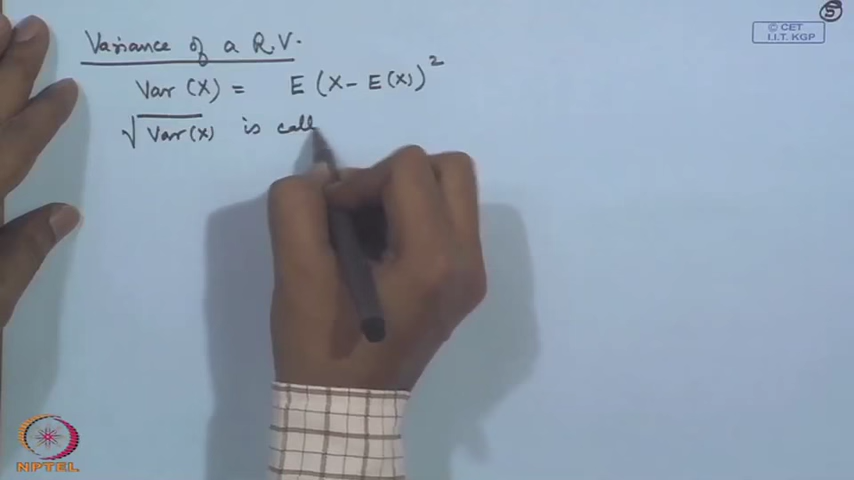 5
© CET
I.I.T. KGP
Variance of a R.V.
Var (X) = E (X - E(X))²
√Var(X) is call
NPTEL